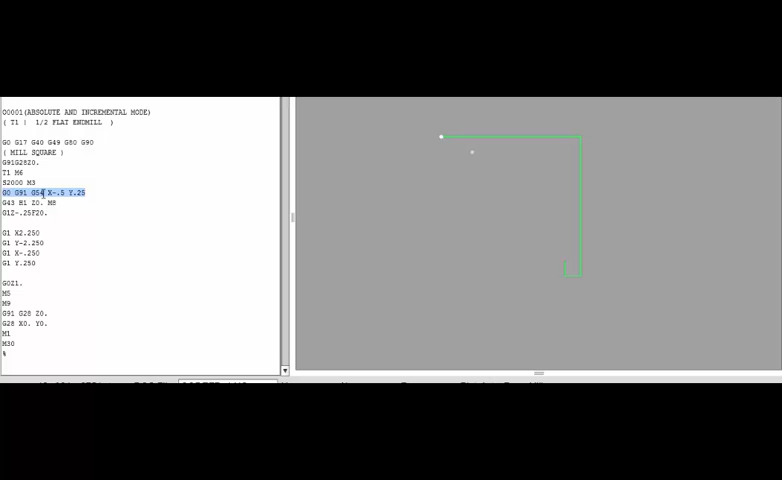 O0001(ABSOLUTE AND INCREMENTAL MODE)
( T1 | 1/2 FLAT ENDMILL )
G0 G17 G40 G49 G80 G90
( MILL SQUARE )
G91G28Z0.
T1 M6
S2000 M3
G0 G91 G54 X-.5 Y.25
G43 H1 Z0. M8
G1Z-.25F20.
G1 X2.250
G1 Y-2.250
G1 X-.250
G1 Y.250
G0Z1.
M5
M9
G91 G28 Z0.
G28 X0. Y0.
M1
M30
%